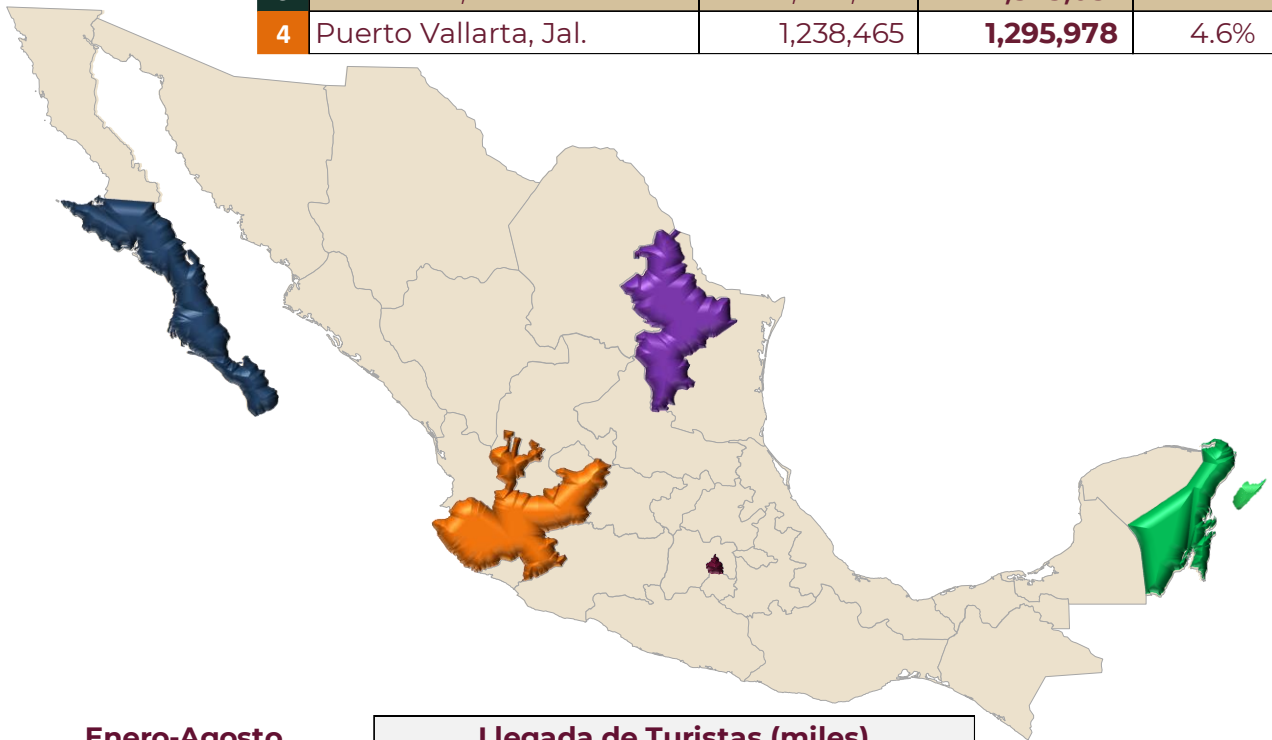 4 Puerto Vallarta, Jal. 1,238,465 1,295,978 4.6%
Enero-Agosto Llegada de Turistas (miles)